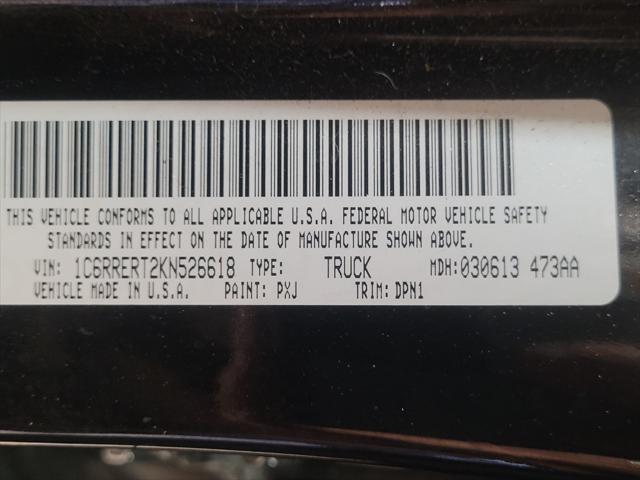 THIS VEHICLE CONFORMS TO ALL APPLICABLE U.S.A. FEDERAL MOTOR VEHICLE SAFETY
STANDARDS IN EFFECT ON THE DATE OF MANUFACTURE SHOWN ABOVE.
VIN: 1C6RRERT2KN526618 TYPE: TRUCK MDH:030613 473AA
VEHICLE MADE IN U.S.A. PAINT: PXJ TRIM:DPN1